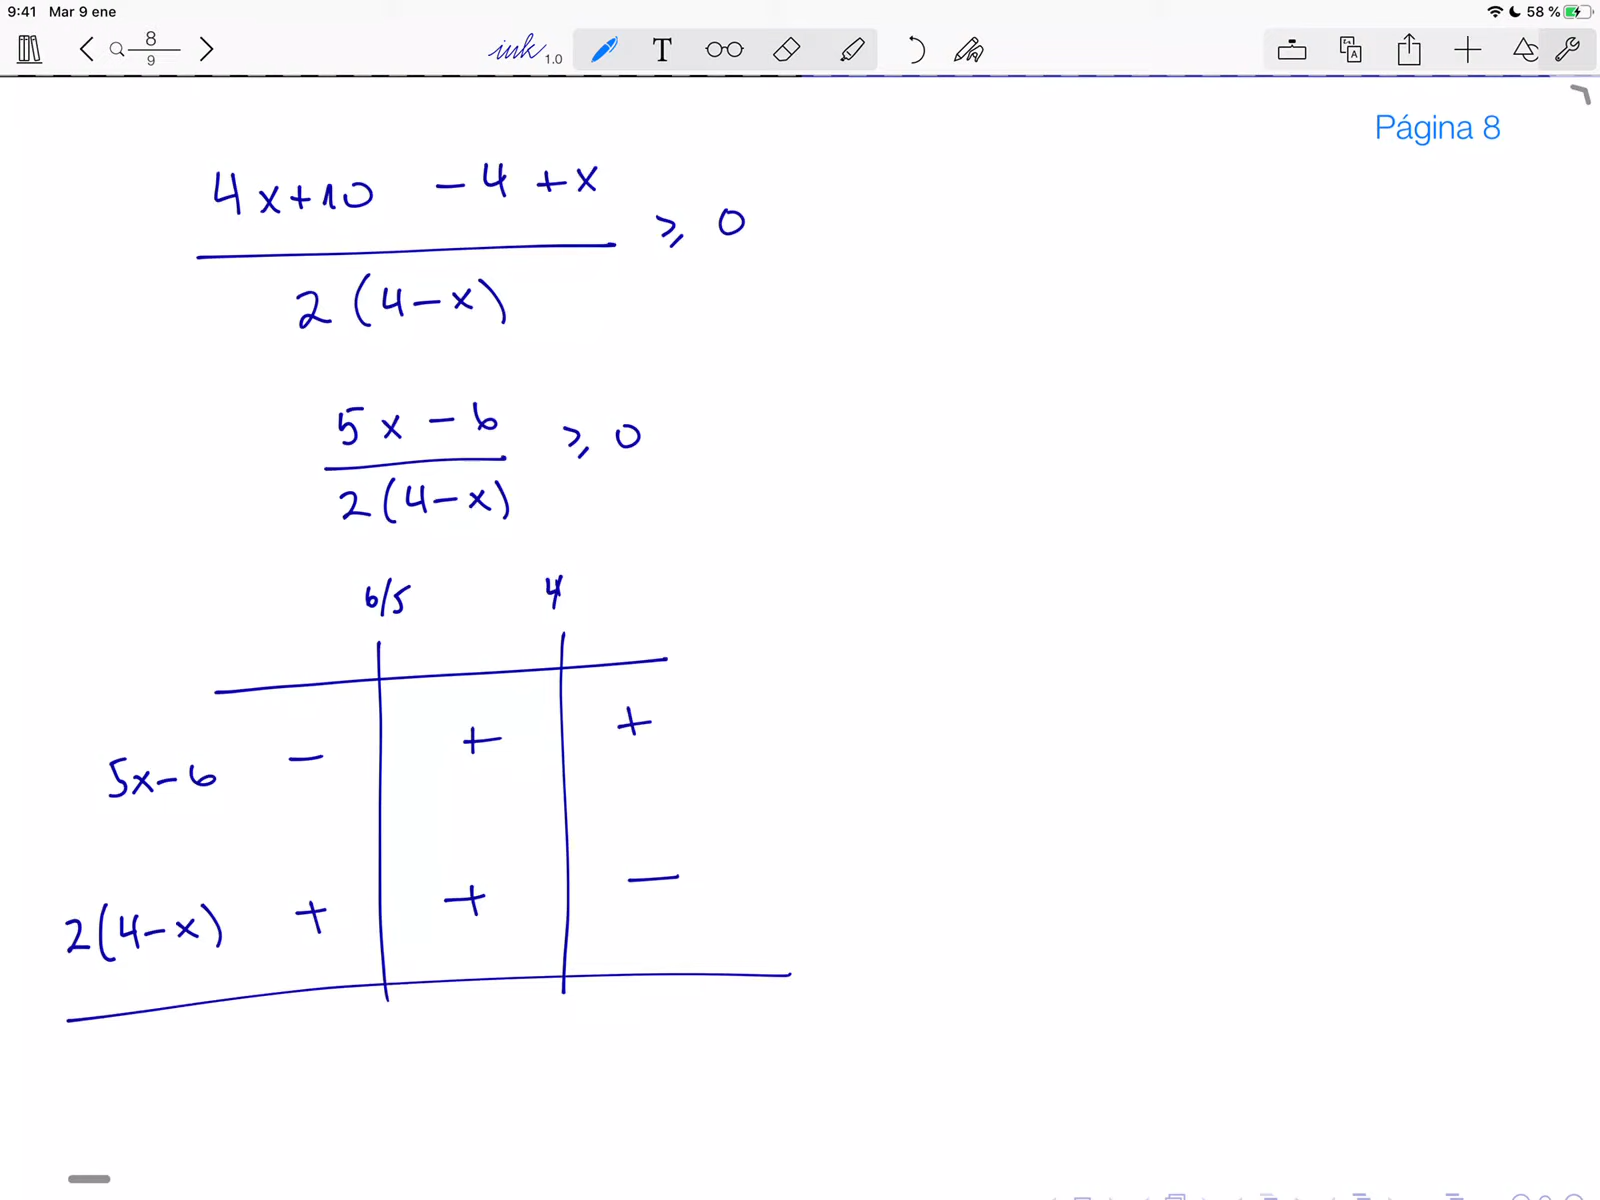 9:41 Mar 9 ene 58 %
8
9
ink 1.0 T
Página 8
4x+10 - 4 + x
≥ 0
2 (4-x)
5x - 6
≥ 0
2(4-x)
6/5 4
5x-6 - + +
2(4-x) + + -